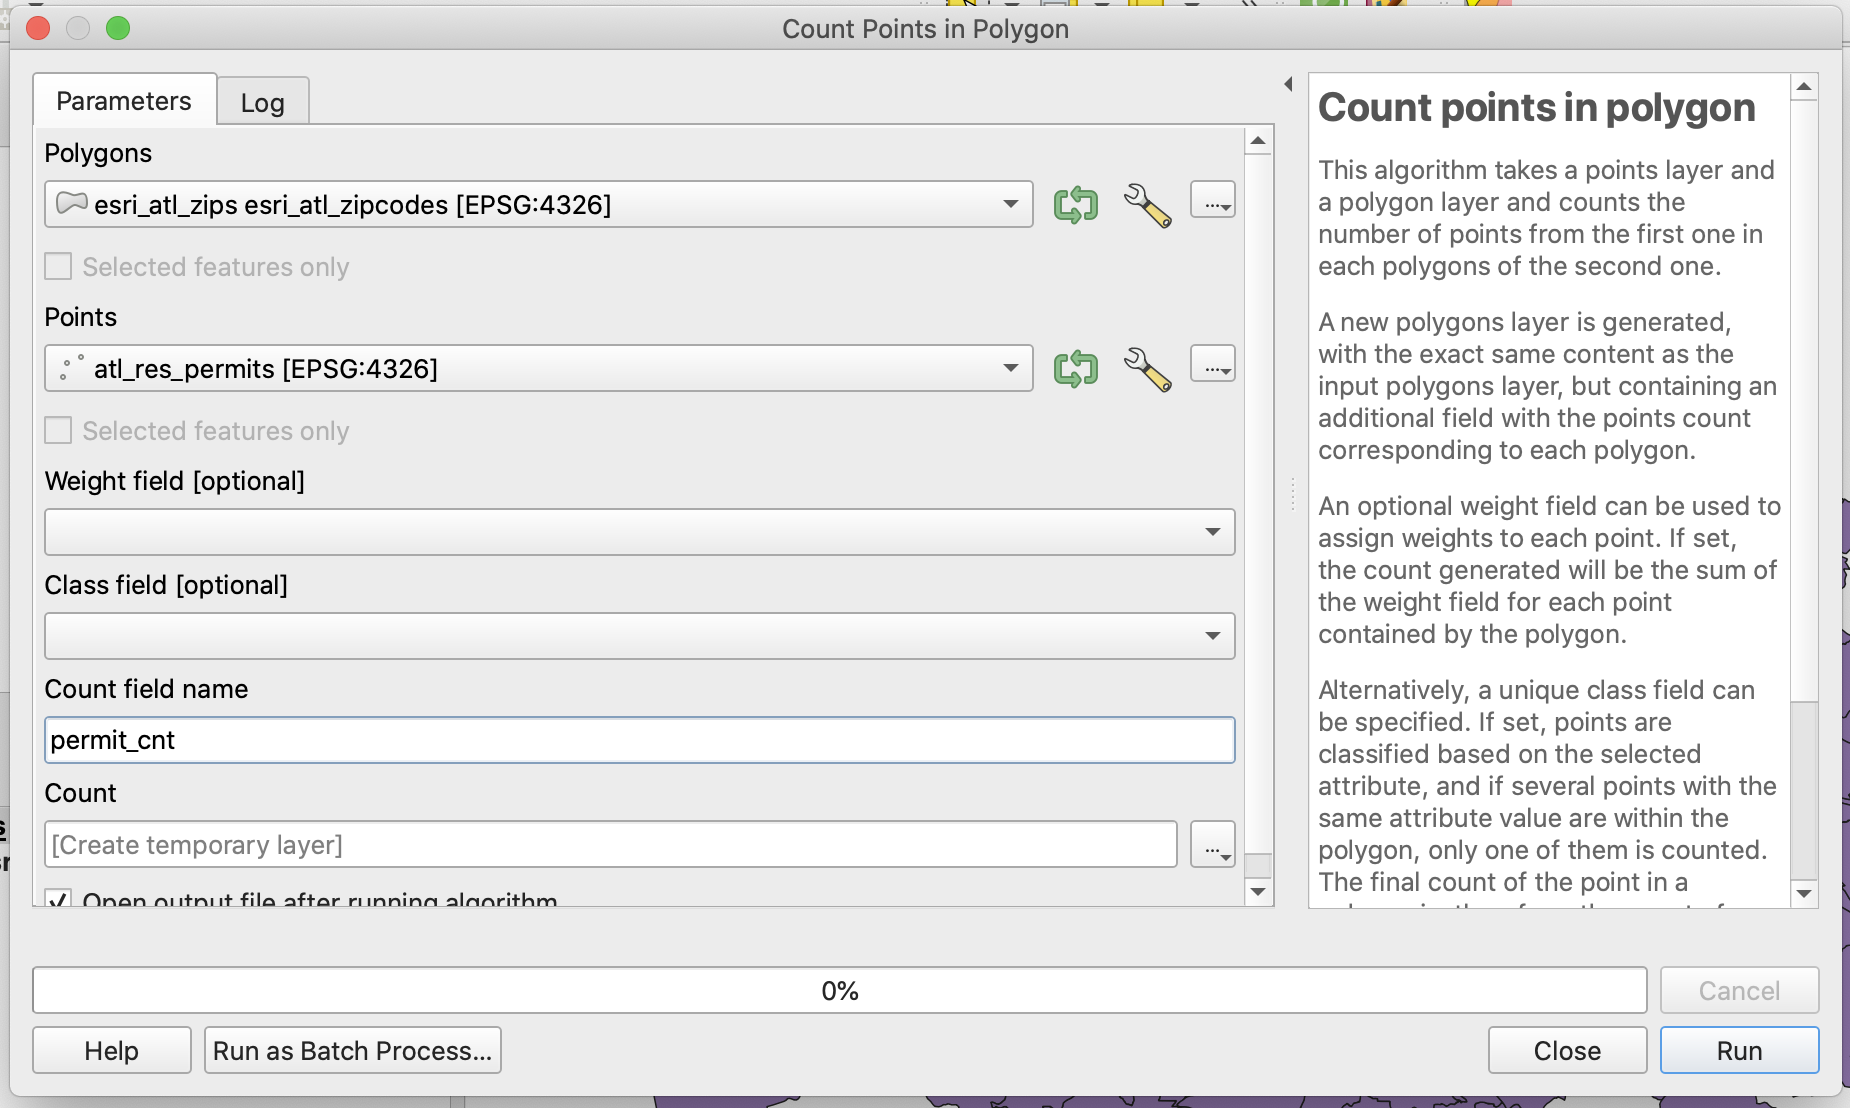 Count Points in Polygon
Parameters
Log
Polygons
esri_atl_zips esri_atl_zipcodes [EPSG:4326]
...
Selected features only
Points
atl_res_permits [EPSG:4326]
...
Selected features only
Weight field [optional]
Class field [optional]
Count field name
permit_cnt
Count
[Create temporary layer]
...
Open output file after running algorithm
Count points in polygon
This algorithm takes a points layer and
a polygon layer and counts the
number of points from the first one in
each polygons of the second one.
A new polygons layer is generated,
with the exact same content as the
input polygons layer, but containing an
additional field with the points count
corresponding to each polygon.
An optional weight field can be used to
assign weights to each point. If set,
the count generated will be the sum of
the weight field for each point
contained by the polygon.
Alternatively, a unique class field can
be specified. If set, points are
classified based on the selected
attribute, and if several points with the
same attribute value are within the
polygon, only one of them is counted.
The final count of the point in a
0%
Cancel
Help
Run as Batch Process...
Close
Run